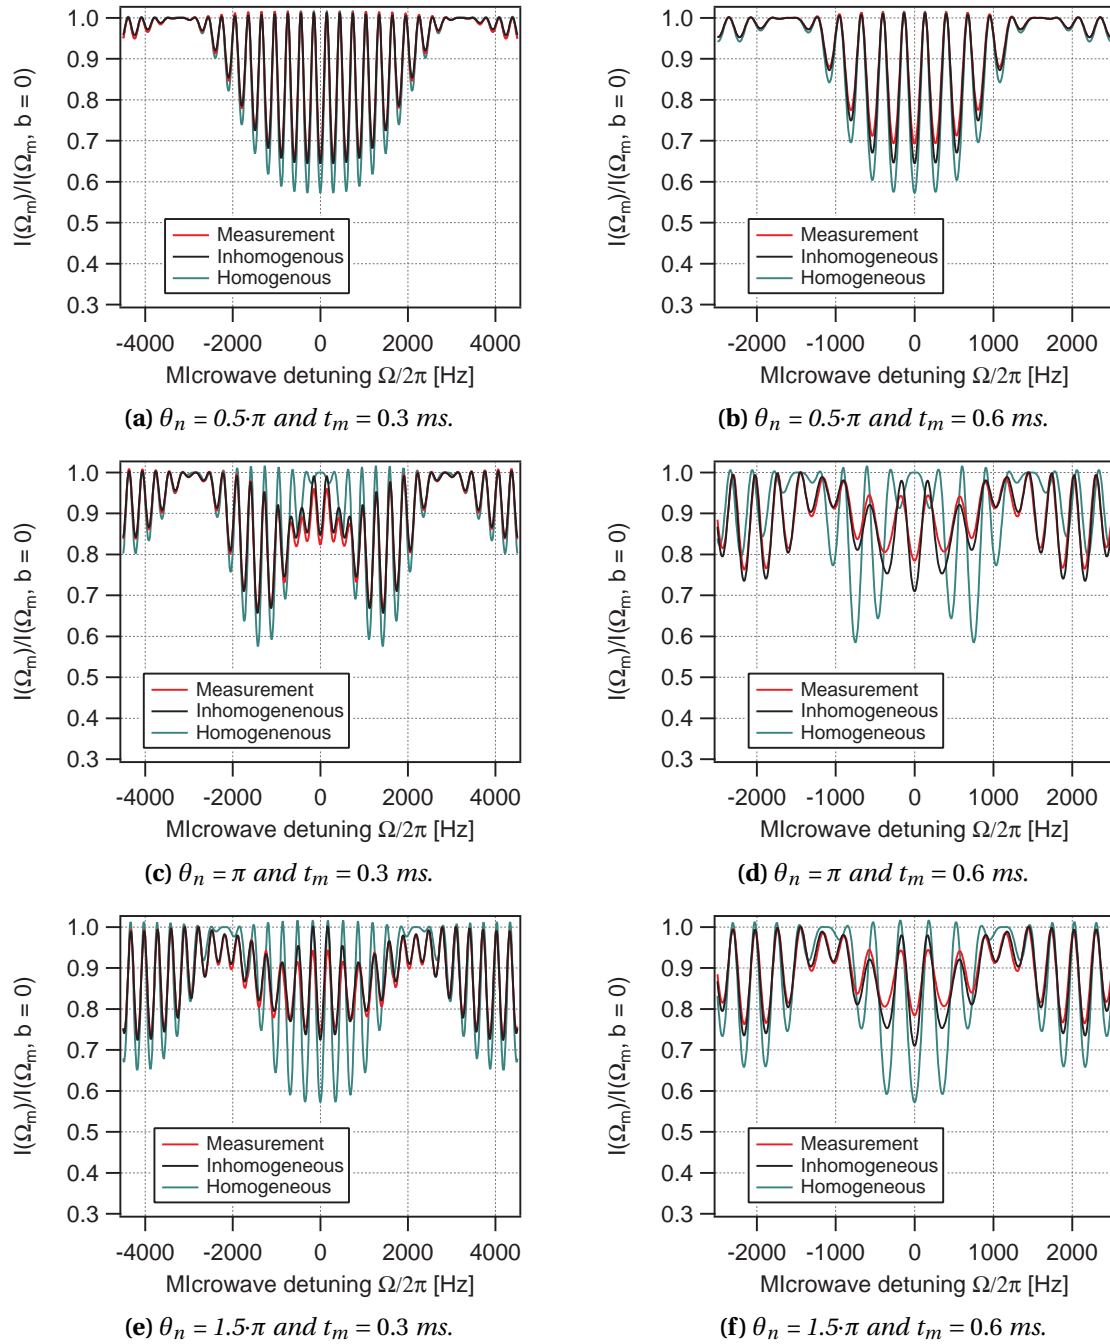 1.0
0.9
0.8
0.7
0.6
0.5
0.4
0.3
I(Ωm)/I(Ωm, b = 0)
Measurement
Inhomogenous
Homogenous
-4000 -2000 0 2000 4000
MIcrowave detuning Ω/2π [Hz]
(a) θn = 0.5·π and tm = 0.3 ms.
1.0
0.9
0.8
0.7
0.6
0.5
0.4
0.3
I(Ωm)/I(Ωm, b = 0)
Measurement
Inhomogeneous
Homogeneous
-2000 -1000 0 1000 2000
MIcrowave detuning Ω/2π [Hz]
(b) θn = 0.5·π and tm = 0.6 ms.
1.0
0.9
0.8
0.7
0.6
0.5
0.4
0.3
I(Ωm)/I(Ωm, b = 0)
Measurement
Inhomogenenous
Homogenenous
-4000 -2000 0 2000 4000
MIcrowave detuning Ω/2π [Hz]
(c) θn = π and tm = 0.3 ms.
1.0
0.9
0.8
0.7
0.6
0.5
0.4
0.3
I(Ωm)/I(Ωm, b = 0)
Measurement
Inhomogeneous
Homogeneous
-2000 -1000 0 1000 2000
MIcrowave detuning Ω/2π [Hz]
(d) θn = π and tm = 0.6 ms.
1.0
0.9
0.8
0.7
0.6
0.5
0.4
0.3
I(Ωm)/I(Ωm, b = 0)
Measurement
Inhomogeneous
Homogeneous
-4000 -2000 0 2000 4000
MIcrowave detuning Ω/2π [Hz]
(e) θn = 1.5·π and tm = 0.3 ms.
1.0
0.9
0.8
0.7
0.6
0.5
0.4
0.3
I(Ωm)/I(Ωm, b = 0)
Measurement
Inhomogeneous
Homogeneous
-2000 -1000 0 1000 2000
MIcrowave detuning Ω/2π [Hz]
(f) θn = 1.5·π and tm = 0.6 ms.